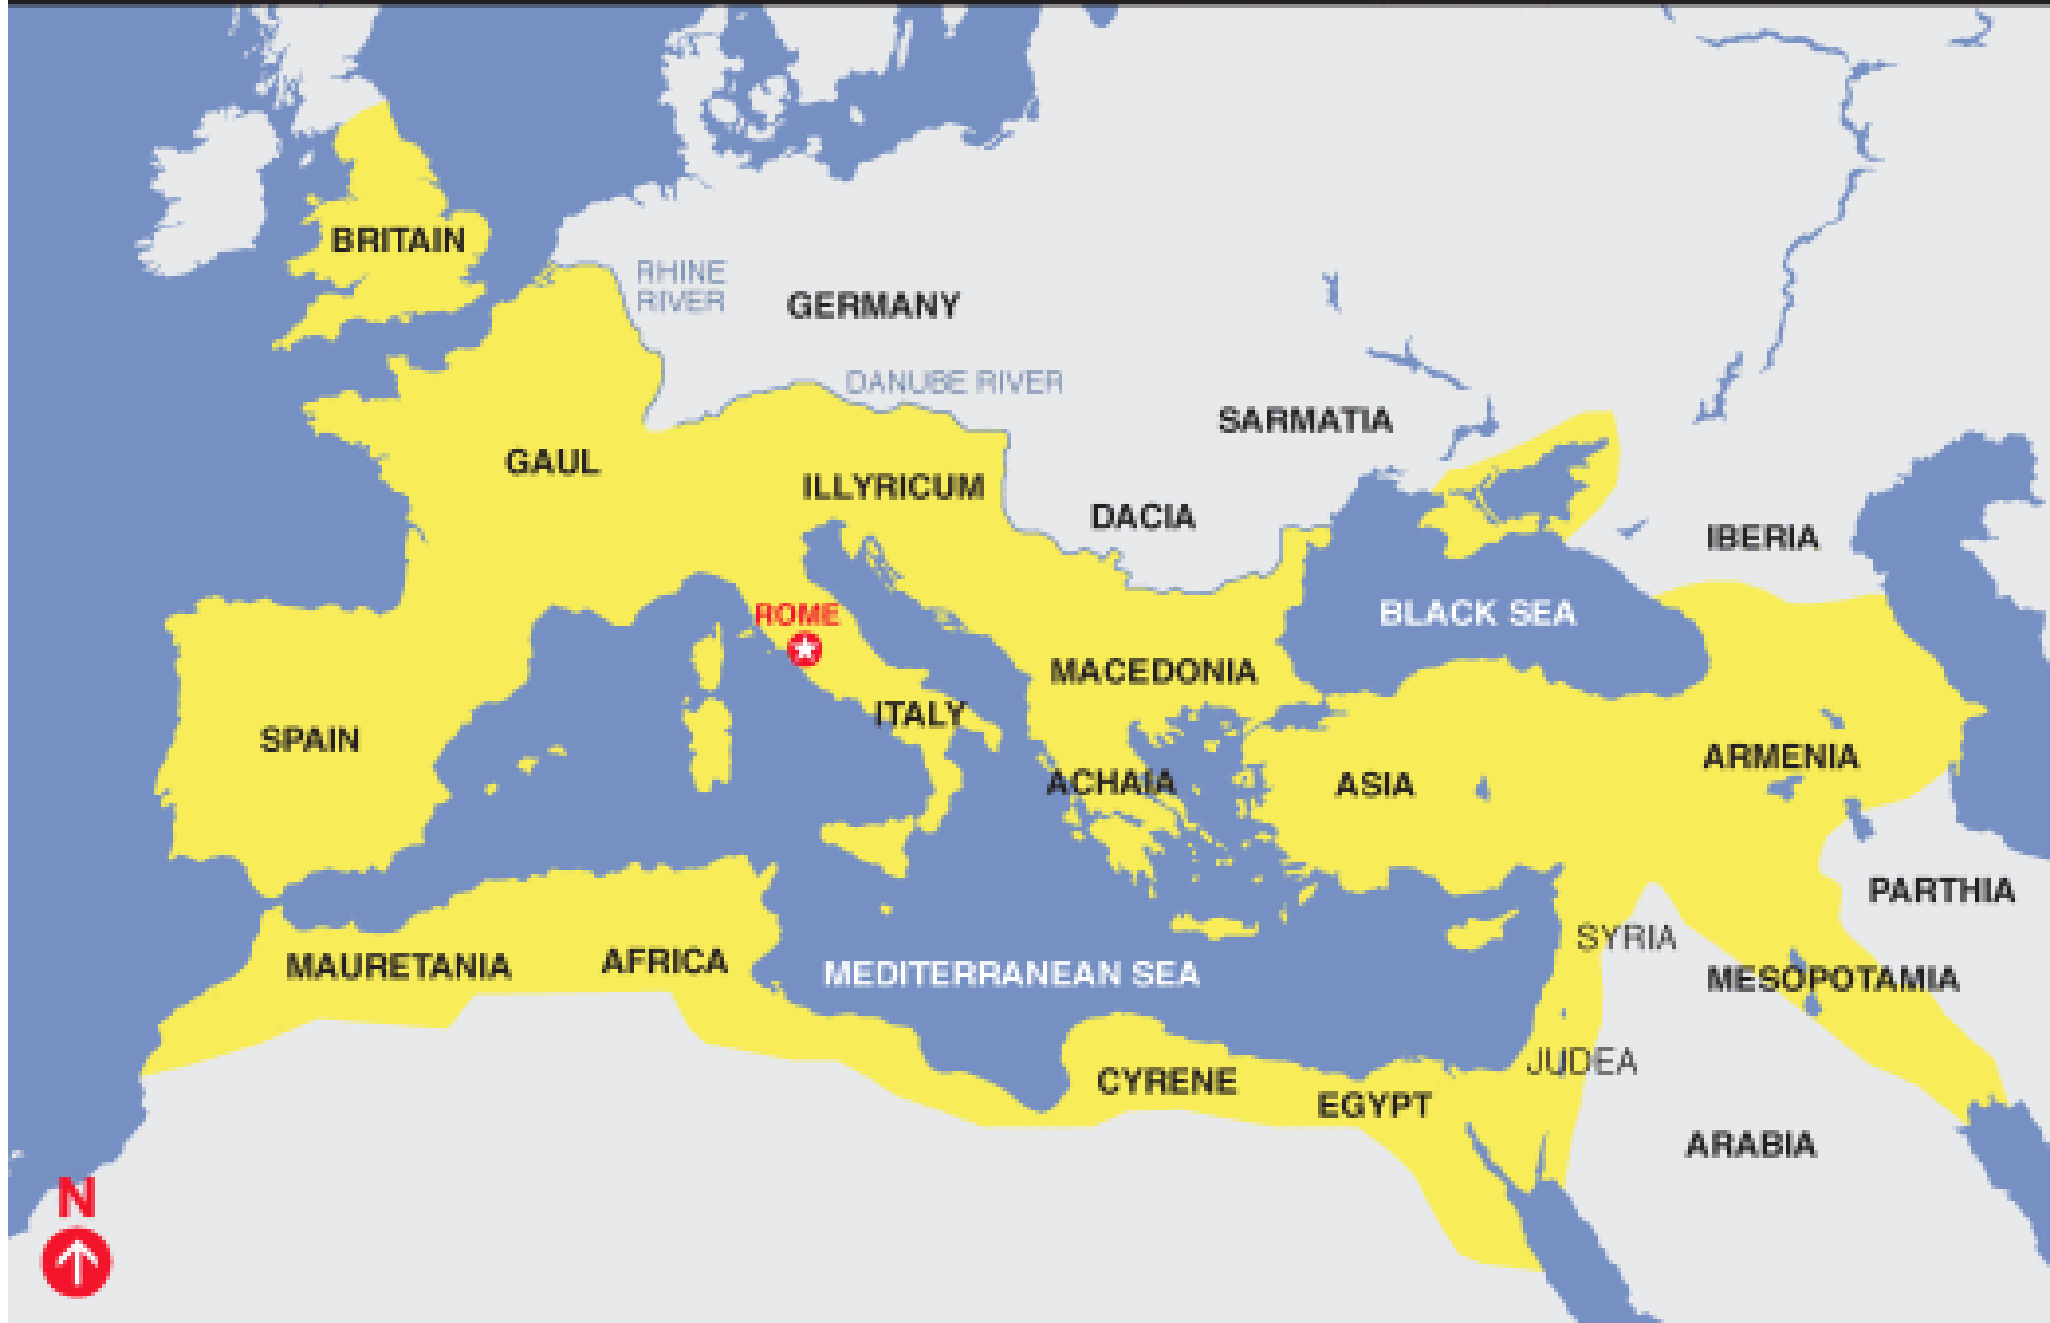 BRITAIN
RHINE
RIVER
GERMANY
DANUBE RIVER
SARMATIA
GAUL
ILLYRICUM
DACIA
IBERIA
ROME
BLACK SEA
MACEDONIA
ITALY
SPAIN
ACHAIA
ASIA
ARMENIA
PARTHIA
SYRIA
MAURETANIA
AFRICA
MEDITERRANEAN SEA
MESOPOTAMIA
JUDEA
CYRENE
EGYPT
ARABIA
N